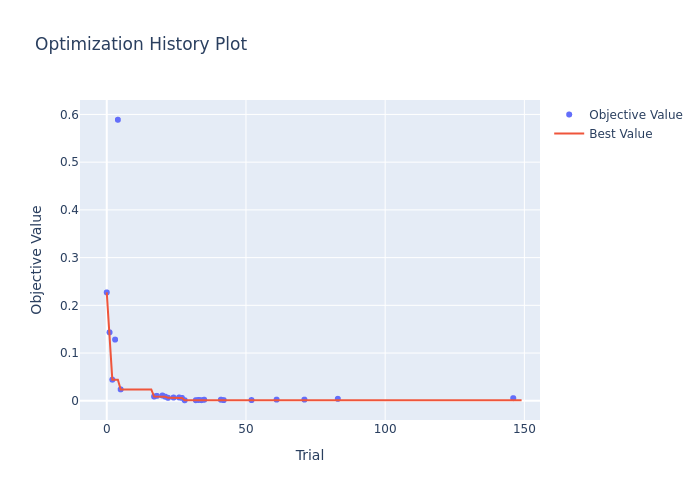 Optimization History Plot
Objective Value
Best Value
0.6
0.5
0.4
0.3
0.2
0.1
0
Objective Value
0
50
100
150
Trial